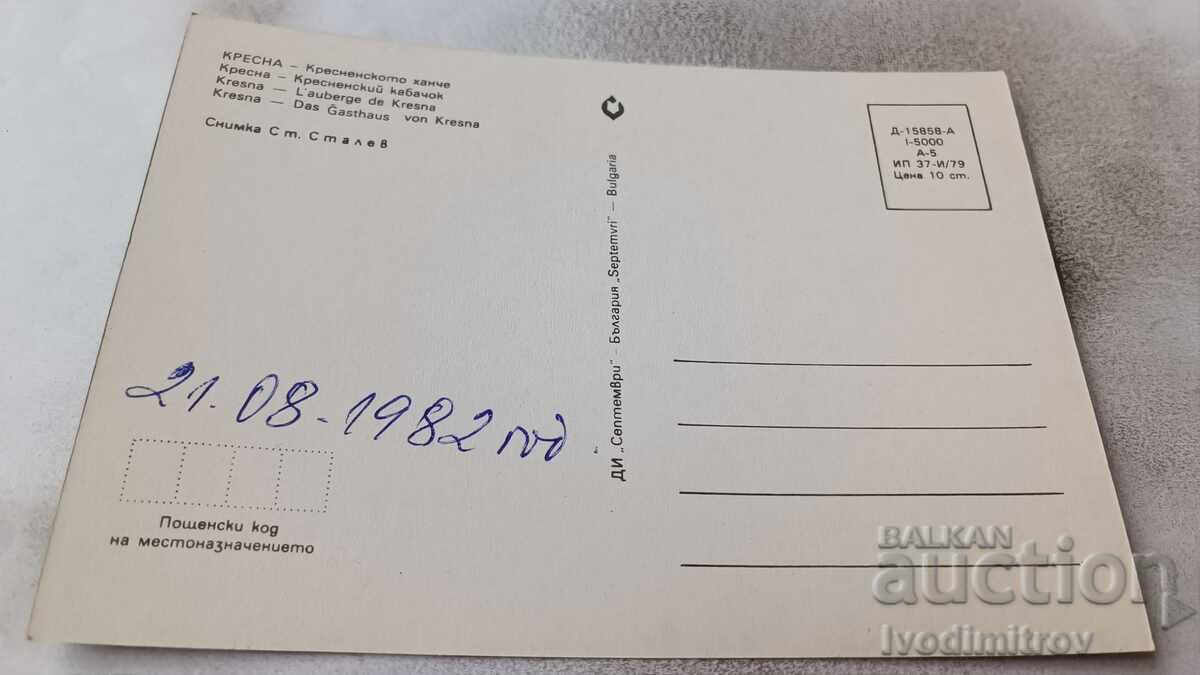 КРЕСНА – Кресненското ханче
Кресна – Кресненский кабачок
Kresna — L'auberge de Kresna
Kresna — Das Gasthaus von Kresna
Снимка Ст. Сталев
ДИ „Септември" - България „Septemvri" — Bulgaria
Д-15858-А
I-5000
А-5
ИП 37-И/79
Цена 10 ст.
21.08.1982 год.
Пощенски код
на местоназначението
BALKAN
auction
Ivodimitrov